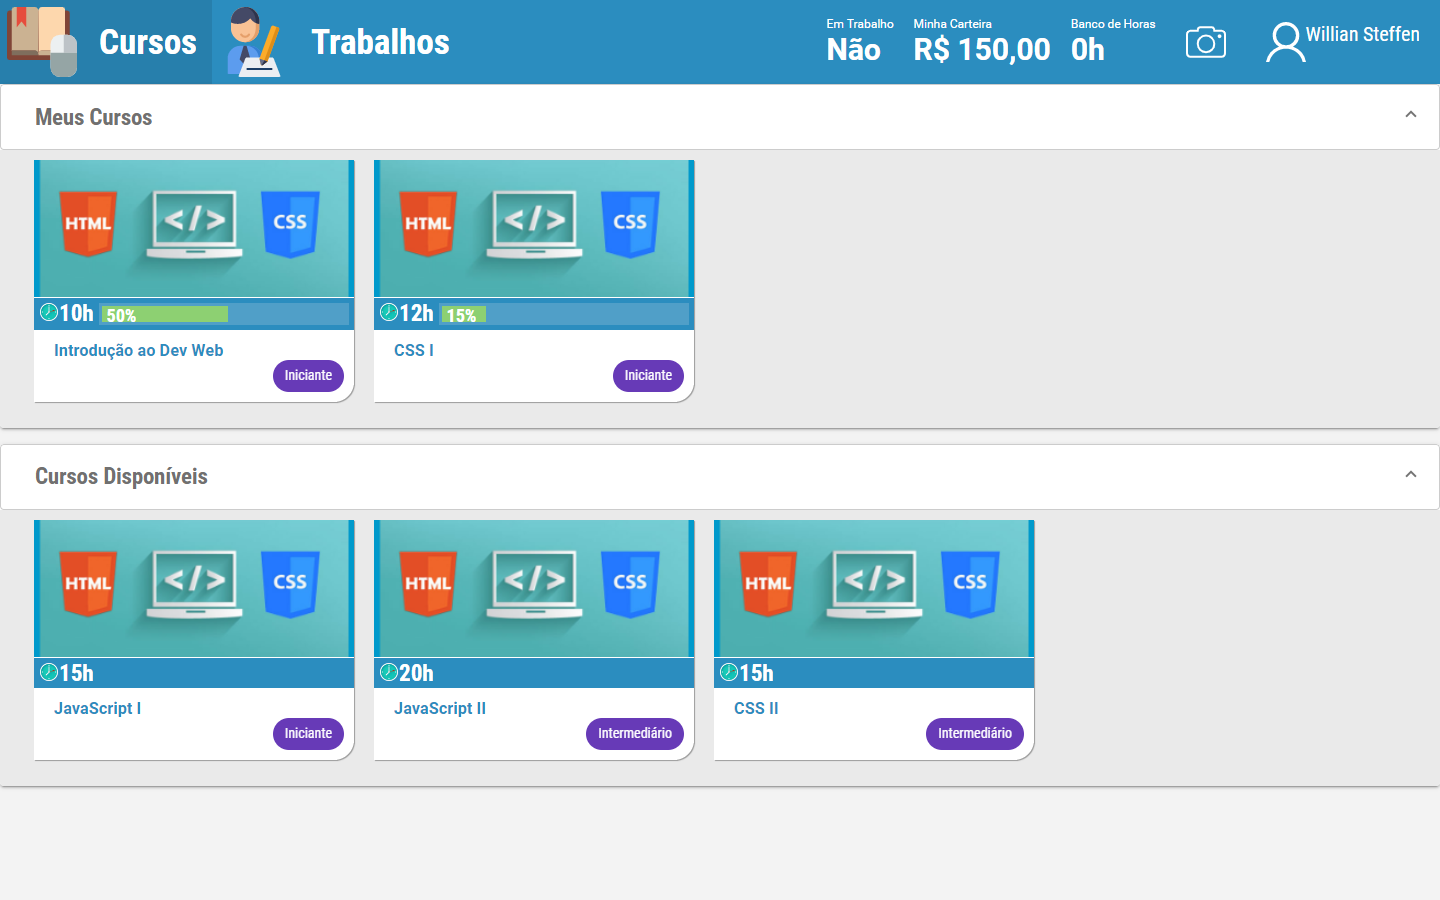 Cursos
Trabalhos
Em Trabalho
Não
Minha Carteira
R$ 150,00
Banco de Horas
0h
Willian Steffen
Meus Cursos
HTML
</>
CSS
10h
50%
Introdução ao Dev Web
Iniciante
HTML
</>
CSS
12h
15%
CSS I
Iniciante
Cursos Disponíveis
HTML
</>
CSS
15h
JavaScript I
Iniciante
HTML
</>
CSS
20h
JavaScript II
Intermediário
HTML
</>
CSS
15h
CSS II
Intermediário